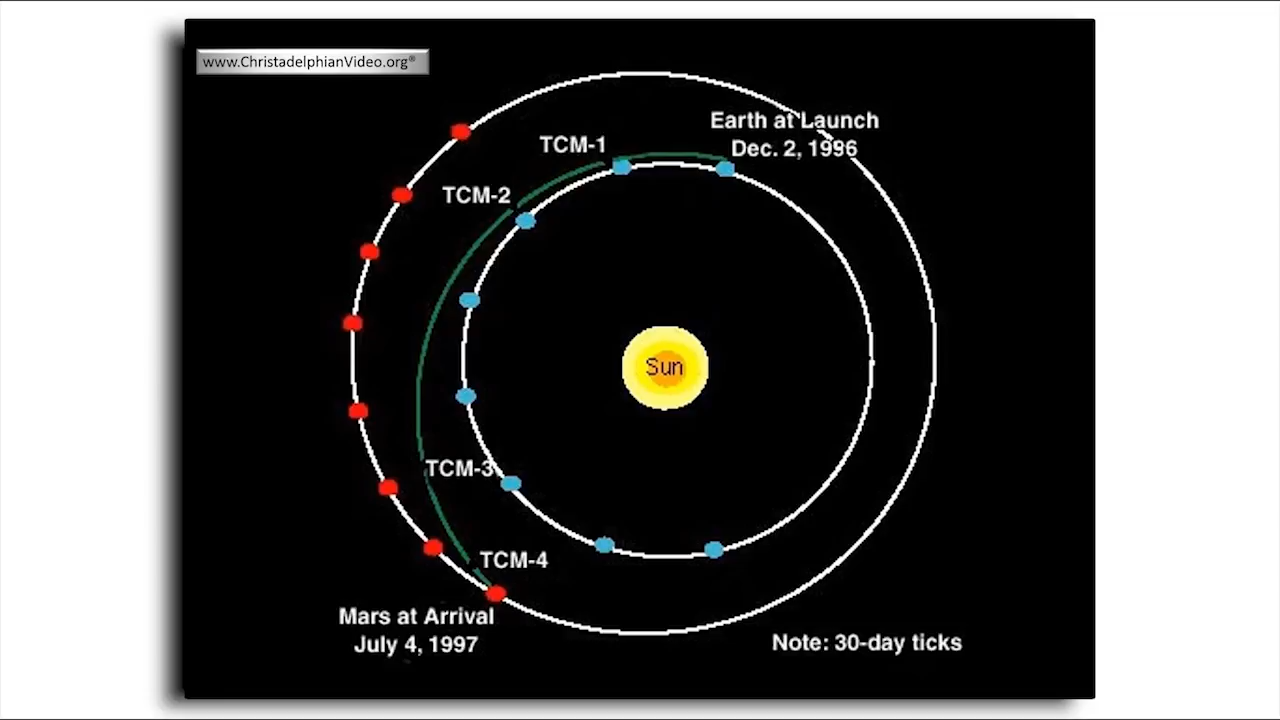 www.ChristadelphianVideo.org®
Earth at Launch
Dec. 2, 1996
TCM-1
TCM-2
Sun
TCM-3
TCM-4
Mars at Arrival
July 4, 1997
Note: 30-day ticks